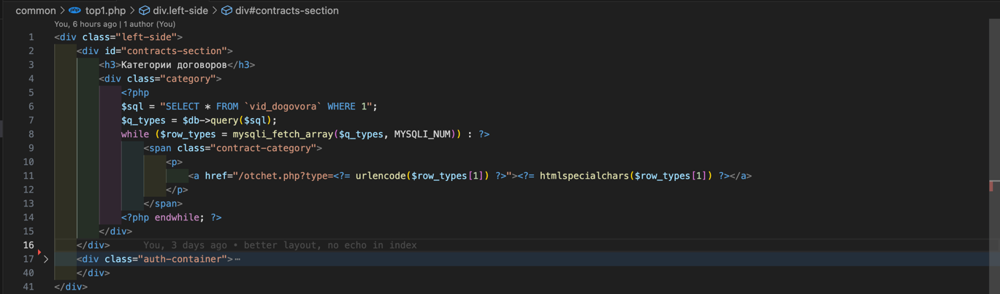 common > php top1.php > div.left-side > div#contracts-section
You, 6 hours ago | 1 author (You)
1 <div class="left-side">
2 <div id="contracts-section">
3 <h3>Категории договоров</h3>
4 <div class="category">
5 <?php
6 $sql = "SELECT * FROM `vid_dogovora` WHERE 1";
7 $q_types = $db->query($sql);
8 while ($row_types = mysqli_fetch_array($q_types, MYSQLI_NUM)) : ?>
9 <span class="contract-category">
10 <p>
11 <a href="/otchet.php?type=<?= urlencode($row_types[1]) ?>"><?= htmlspecialchars($row_types[1]) ?></a>
12 </p>
13 </span>
14 <?php endwhile; ?>
15 </div>
16 </div> You, 3 days ago • better layout, no echo in index
17 > <div class="auth-container">⋯
40 </div>
41 </div>